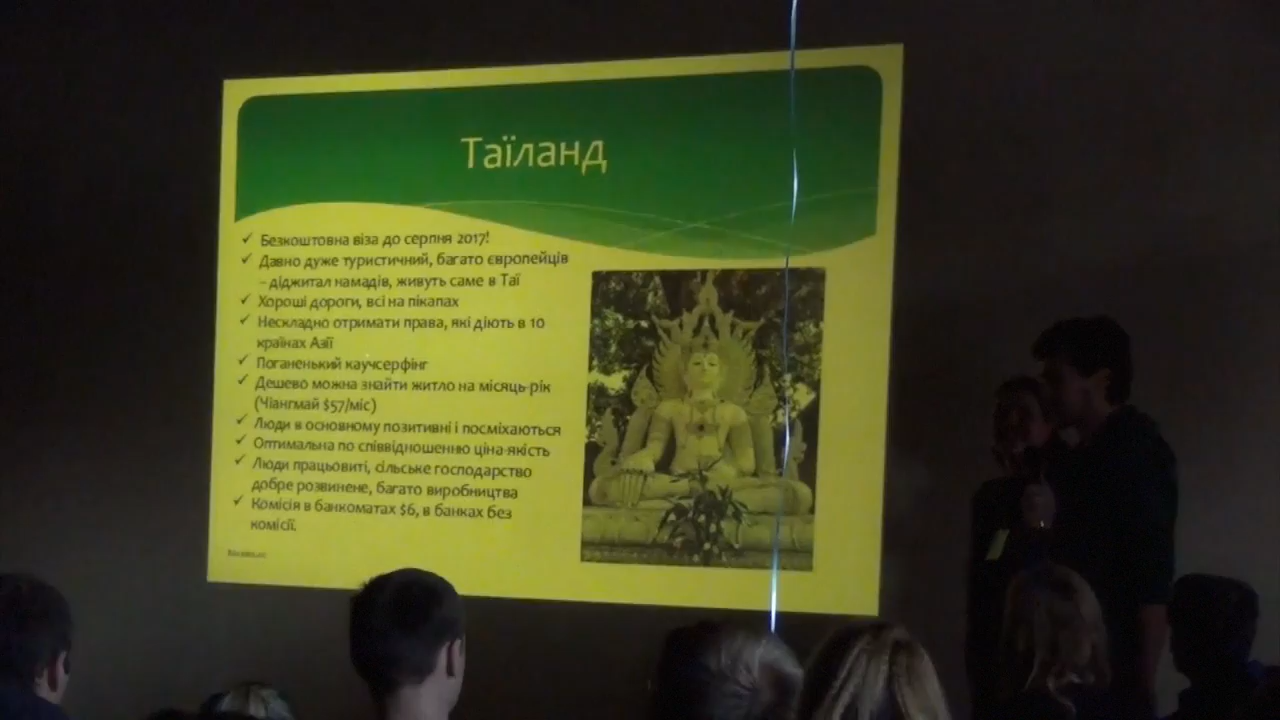 Таїланд
✓ Безкоштовна віза до серпня 2017!
✓ Давно дуже туристичний, багато європейців
– діджитал намадів, живуть саме в Таї
✓ Хороші дороги, всі на пікапах
✓ Нескладно отримати права, які діють в 10
країнах Азії
✓ Поганенький каучсерфінг
✓ Дешево можна знайти житло на місяць-рік
(Чіангмай $57/міс)
✓ Люди в основному позитивні і посміхаються
✓ Оптимальна по співвідношенню ціна-якість
✓ Люди працьовиті, сільське господарство
добре розвинене, багато виробництва
✓ Комісія в банкоматах $6, в банках без
комісії.